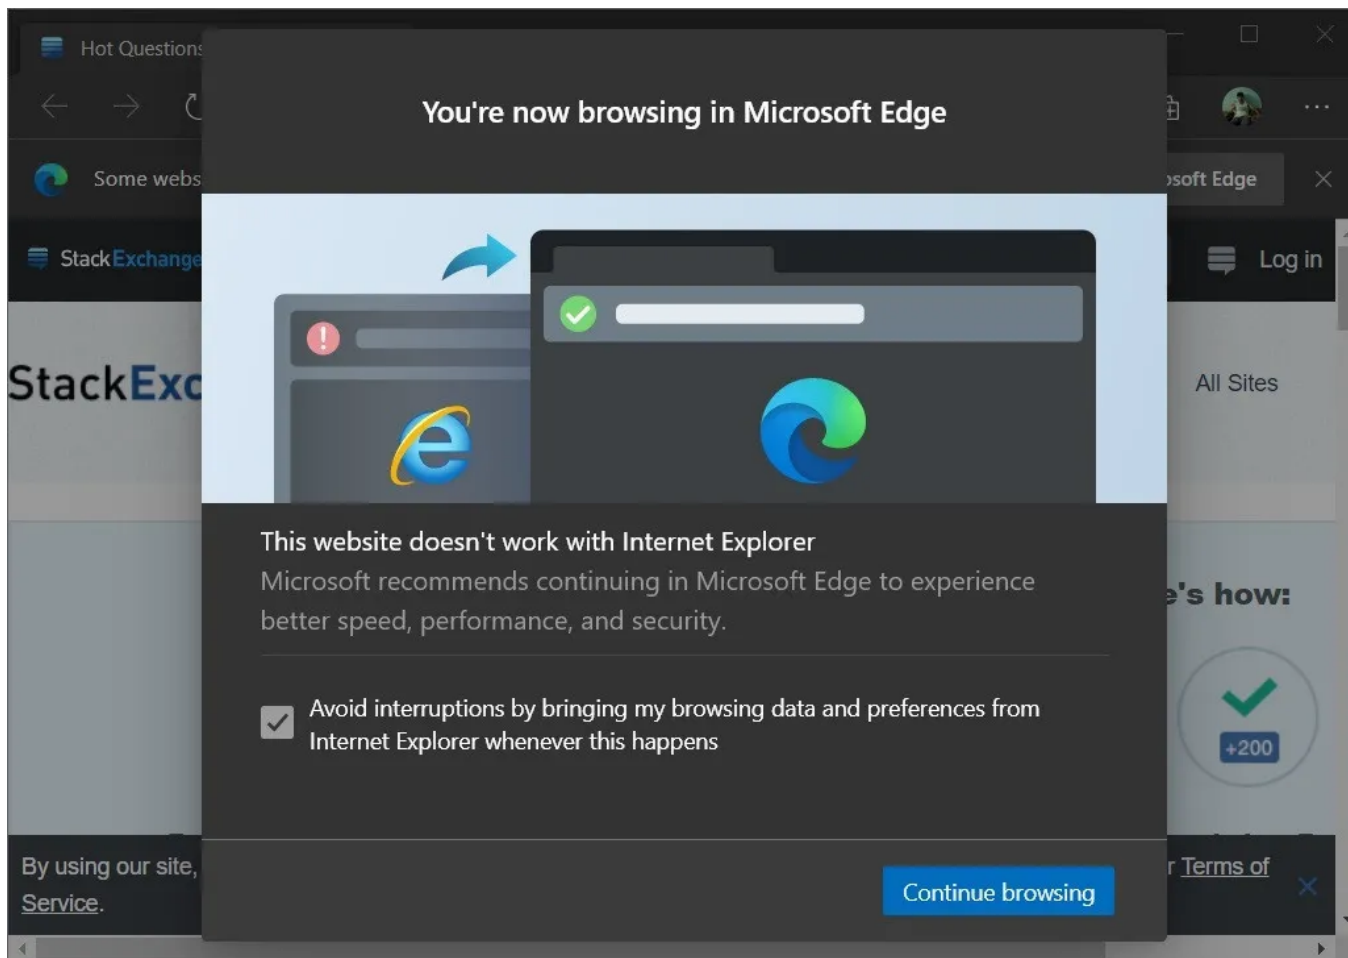 Hot Questions
You're now browsing in Microsoft Edge
Some webs
osoft Edge
StackExchange
Log in
StackExc
All Sites
This website doesn't work with Internet Explorer
Microsoft recommends continuing in Microsoft Edge to experience
better speed, performance, and security.
e's how:
Avoid interruptions by bringing my browsing data and preferences from
Internet Explorer whenever this happens
+200
By using our site,
r Terms of
Service.
Continue browsing